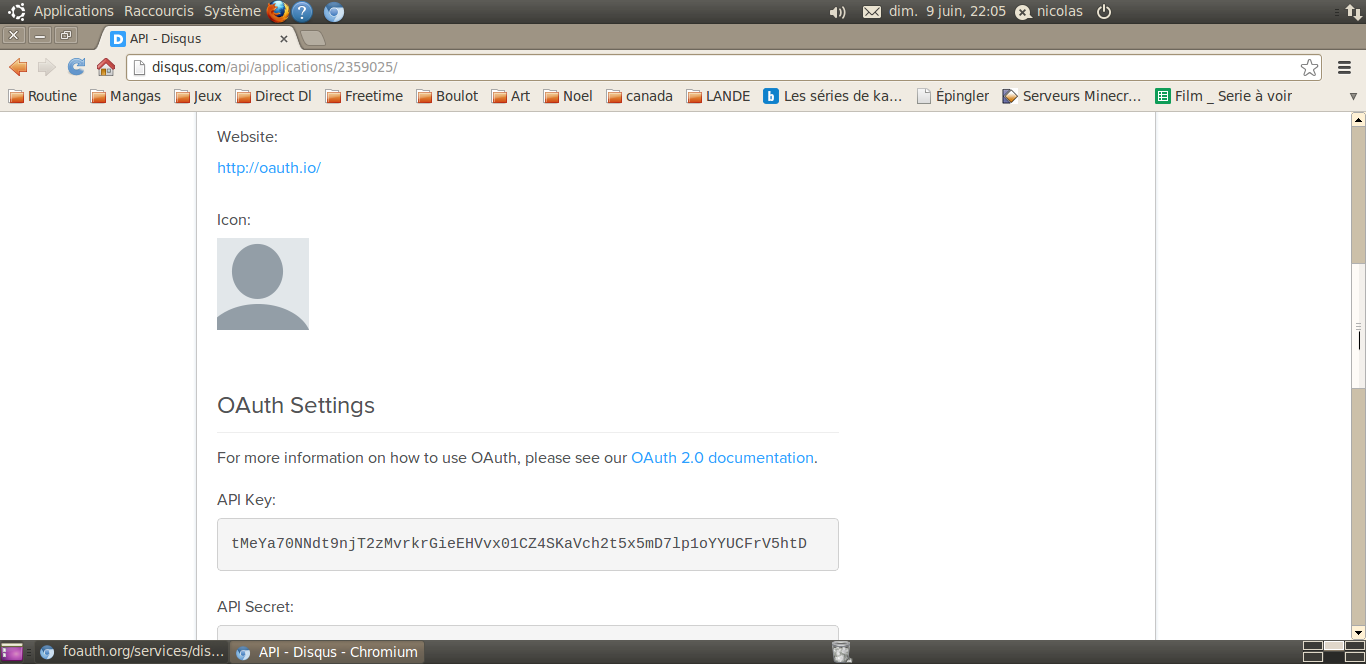 Applications Raccourcis Système ? dim. 9 juin, 22:05 nicolas
D API - Disqus
disqus.com/api/applications/2359025/
Routine Mangas Jeux Direct Dl Freetime Boulot Art Noel canada LANDE b Les séries de ka... Épingler Serveurs Minecr... Film _ Serie à voir
Website:
http://oauth.io/
Icon:
OAuth Settings
For more information on how to use OAuth, please see our OAuth 2.0 documentation.
API Key:
tMeYa70NNdt9njT2zMvrkrGieEHVvx01CZ4SKaVch2t5x5mD7lp1oYYUCFrV5htD
API Secret:
foauth.org/services/dis... API - Disqus - Chromium